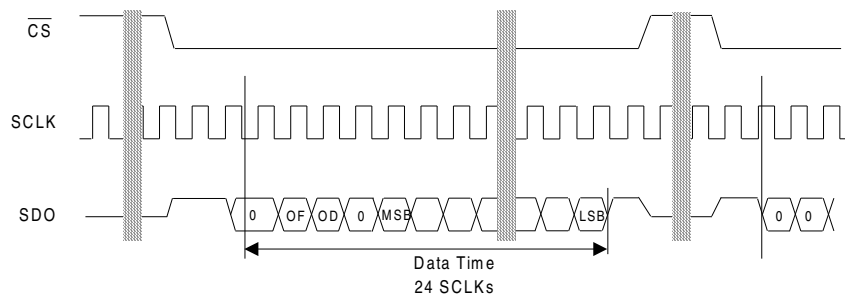 CS
SCLK
SDO
0 OF OD 0 MSB LSB 0 0
Data Time
24 SCLKs